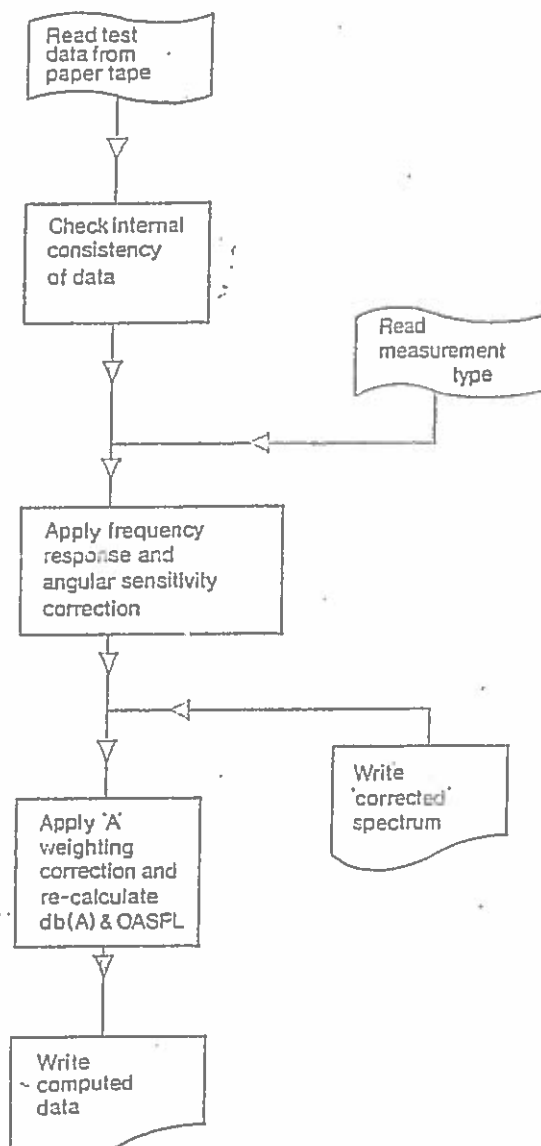 Read test
data from
paper tape
Check internal
consistency
of data
Read
measurement
type
Apply frequency
response and
angular sensitivity
correction
Write
'corrected'
spectrum
Apply 'A'
weighting
correction and
re-calculate
db(A) & OASPL
Write
computed
data